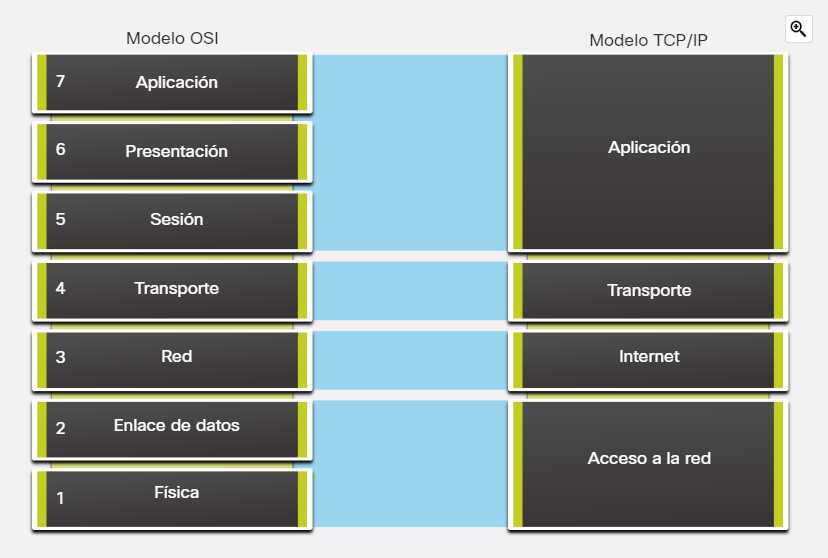 Modelo OSI
Modelo TCP/IP
7 Aplicación
6 Presentación
5 Sesión
Aplicación
4 Transporte
Transporte
3 Red
Internet
2 Enlace de datos
1 Física
Acceso a la red